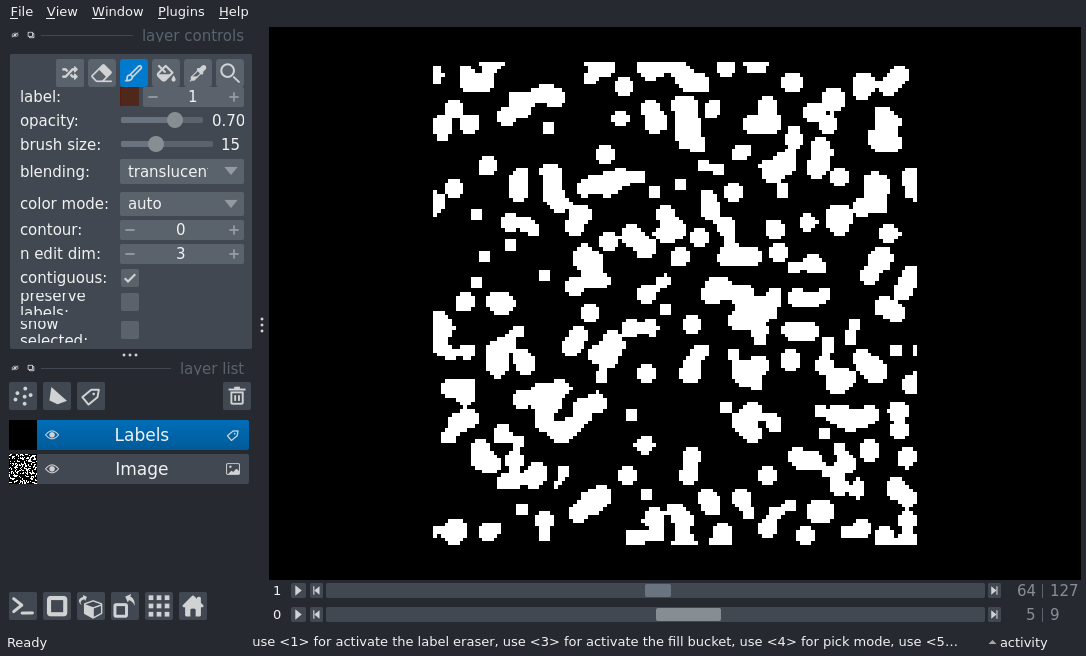 File View Window Plugins Help
layer controls
label: 1
opacity: 0.70
brush size: 15
blending: translucen
color mode: auto
contour: 0
n edit dim: 3
contiguous:
preserve
labels:
show
selected:
layer list
Labels
Image
1 64 | 127
0 5 | 9
Ready use <1> for activate the label eraser, use <3> for activate the fill bucket, use <4> for pick mode, use <5... activity